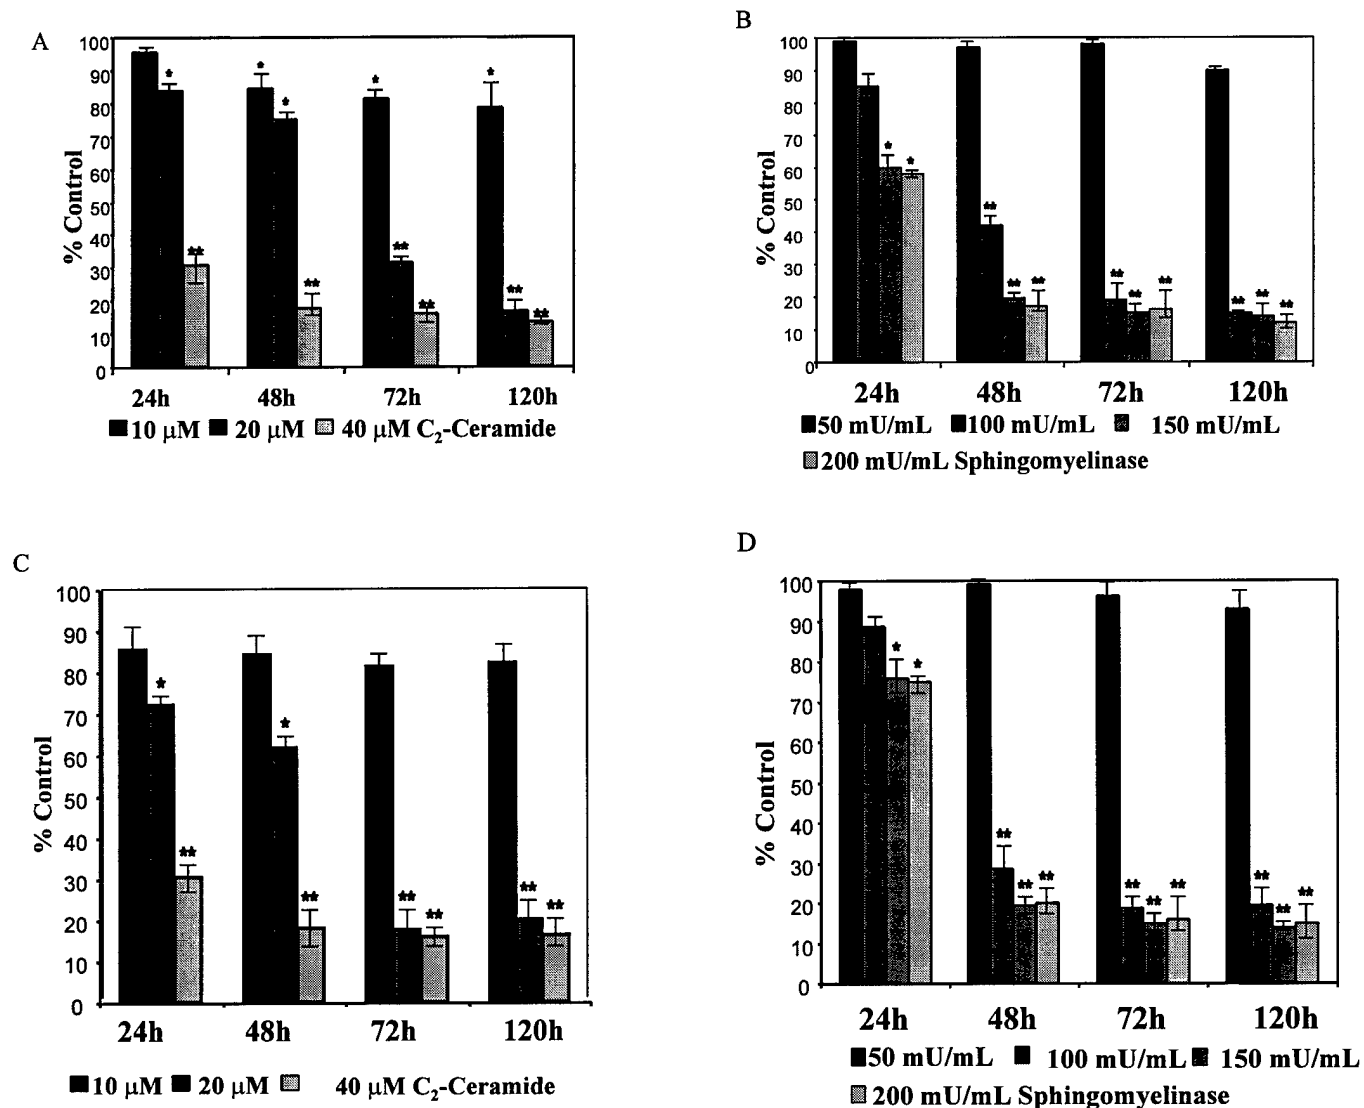 A
100
90
80
70
60
50
40
30
20
10
0
% Control
* * * * * ** ** ** ** ** **
24h 48h 72h 120h
10 μM 20 μM 40 μM C₂-Ceramide
B
100
90
80
70
60
50
40
30
20
10
0
% Control
* * ** ** ** ** ** ** ** ** **
24h 48h 72h 120h
50 mU/mL 100 mU/mL 150 mU/mL
200 mU/mL Sphingomyelinase
C
100
90
80
70
60
50
40
30
20
10
0
% Control
* * ** ** ** ** ** **
24h 48h 72h 120h
10 μM 20 μM 40 μM C₂-Ceramide
D
100
90
80
70
60
50
40
30
20
10
0
% Control
* * ** ** ** ** ** ** ** ** **
24h 48h 72h 120h
50 mU/mL 100 mU/mL 150 mU/mL
200 mU/mL Sphingomyelinase